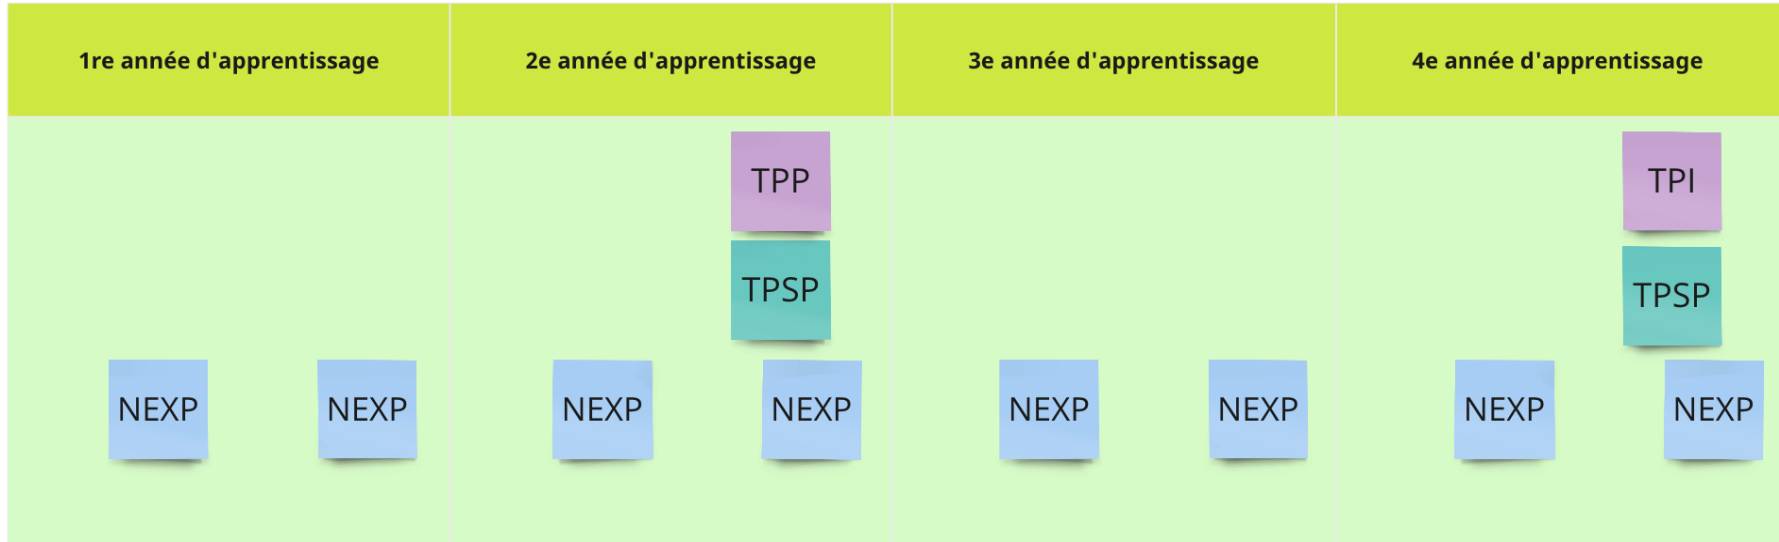 1re année d'apprentissage
2e année d'apprentissage
3e année d'apprentissage
4e année d'apprentissage
TPP
TPI
TPSP
TPSP
NEXP
NEXP
NEXP
NEXP
NEXP
NEXP
NEXP
NEXP